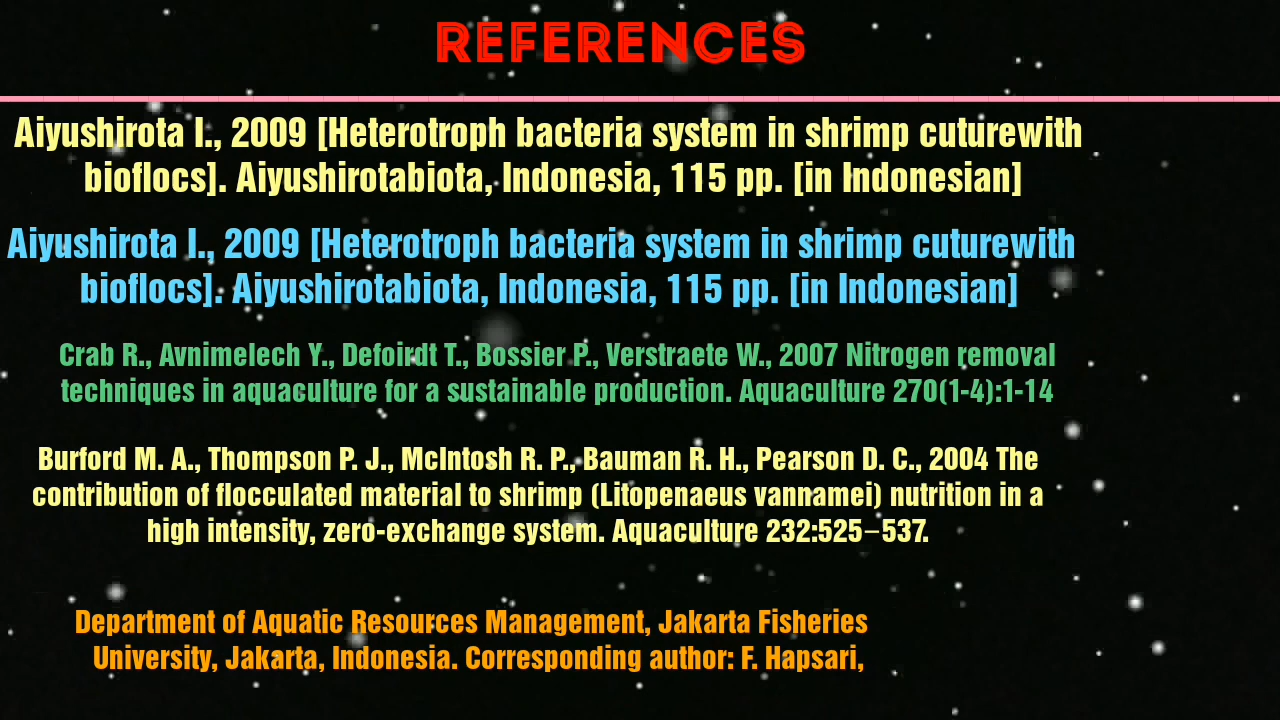 REFERENCES
Aiyushirota I., 2009 [Heterotroph bacteria system in shrimp cuturewith
bioflocs]. Aiyushirotabiota, Indonesia, 115 pp. [in Indonesian]
Aiyushirota I., 2009 [Heterotroph bacteria system in shrimp cuturewith
bioflocs]. Aiyushirotabiota, Indonesia, 115 pp. [in Indonesian]
Crab R., Avnimelech Y., Defoirdt T., Bossier P., Verstraete W., 2007 Nitrogen removal
techniques in aquaculture for a sustainable production. Aquaculture 270(1-4):1-14
Burford M. A., Thompson P. J., McIntosh R. P., Bauman R. H., Pearson D. C., 2004 The
contribution of flocculated material to shrimp (Litopenaeus vannamei) nutrition in a
high intensity, zero-exchange system. Aquaculture 232:525–537.
Department of Aquatic Resources Management, Jakarta Fisheries
University, Jakarta, Indonesia. Corresponding author: F. Hapsari,